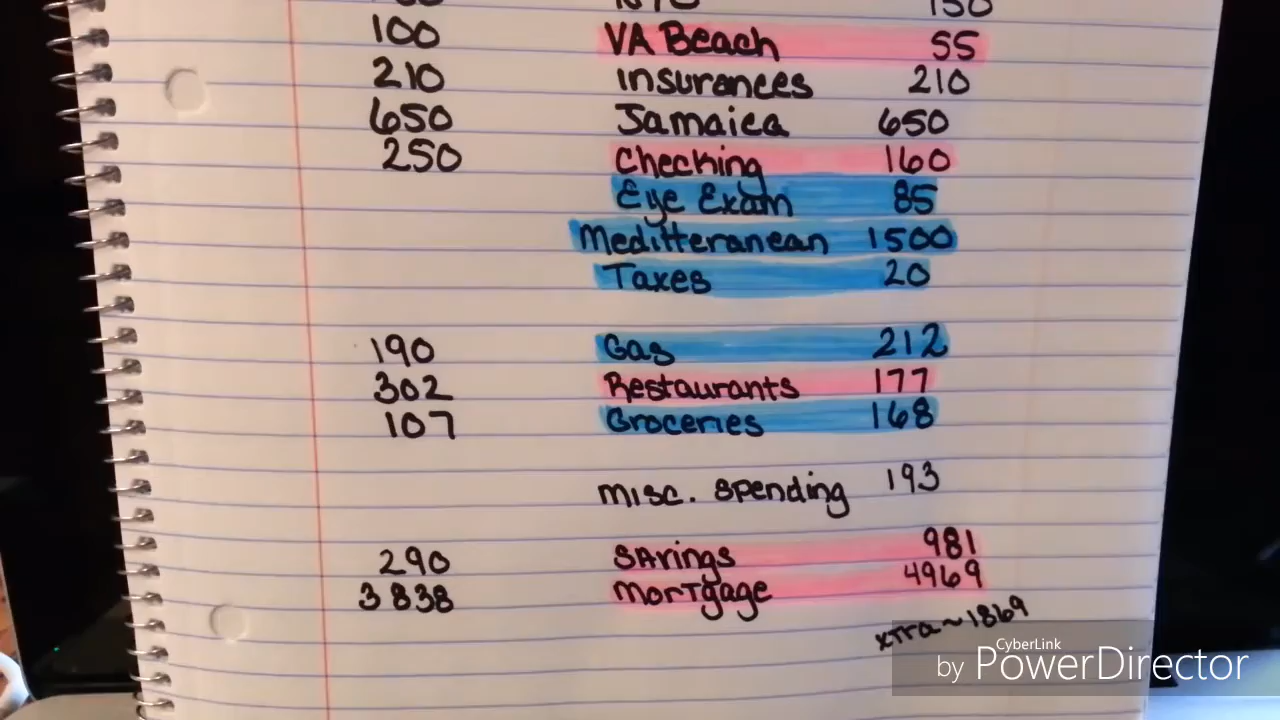 150
100 VA Beach 55
210 Insurances 210
650 Jamaica 650
250 Checking 160
Eye Exam 85
Meditteranean 1500
Taxes 20
190 Gas 212
302 Restaurants 177
107 Groceries 168
misc. spending 193
290 SAvings 981
3838 Mortgage 4969
xtra~1869
CyberLink
by PowerDirector